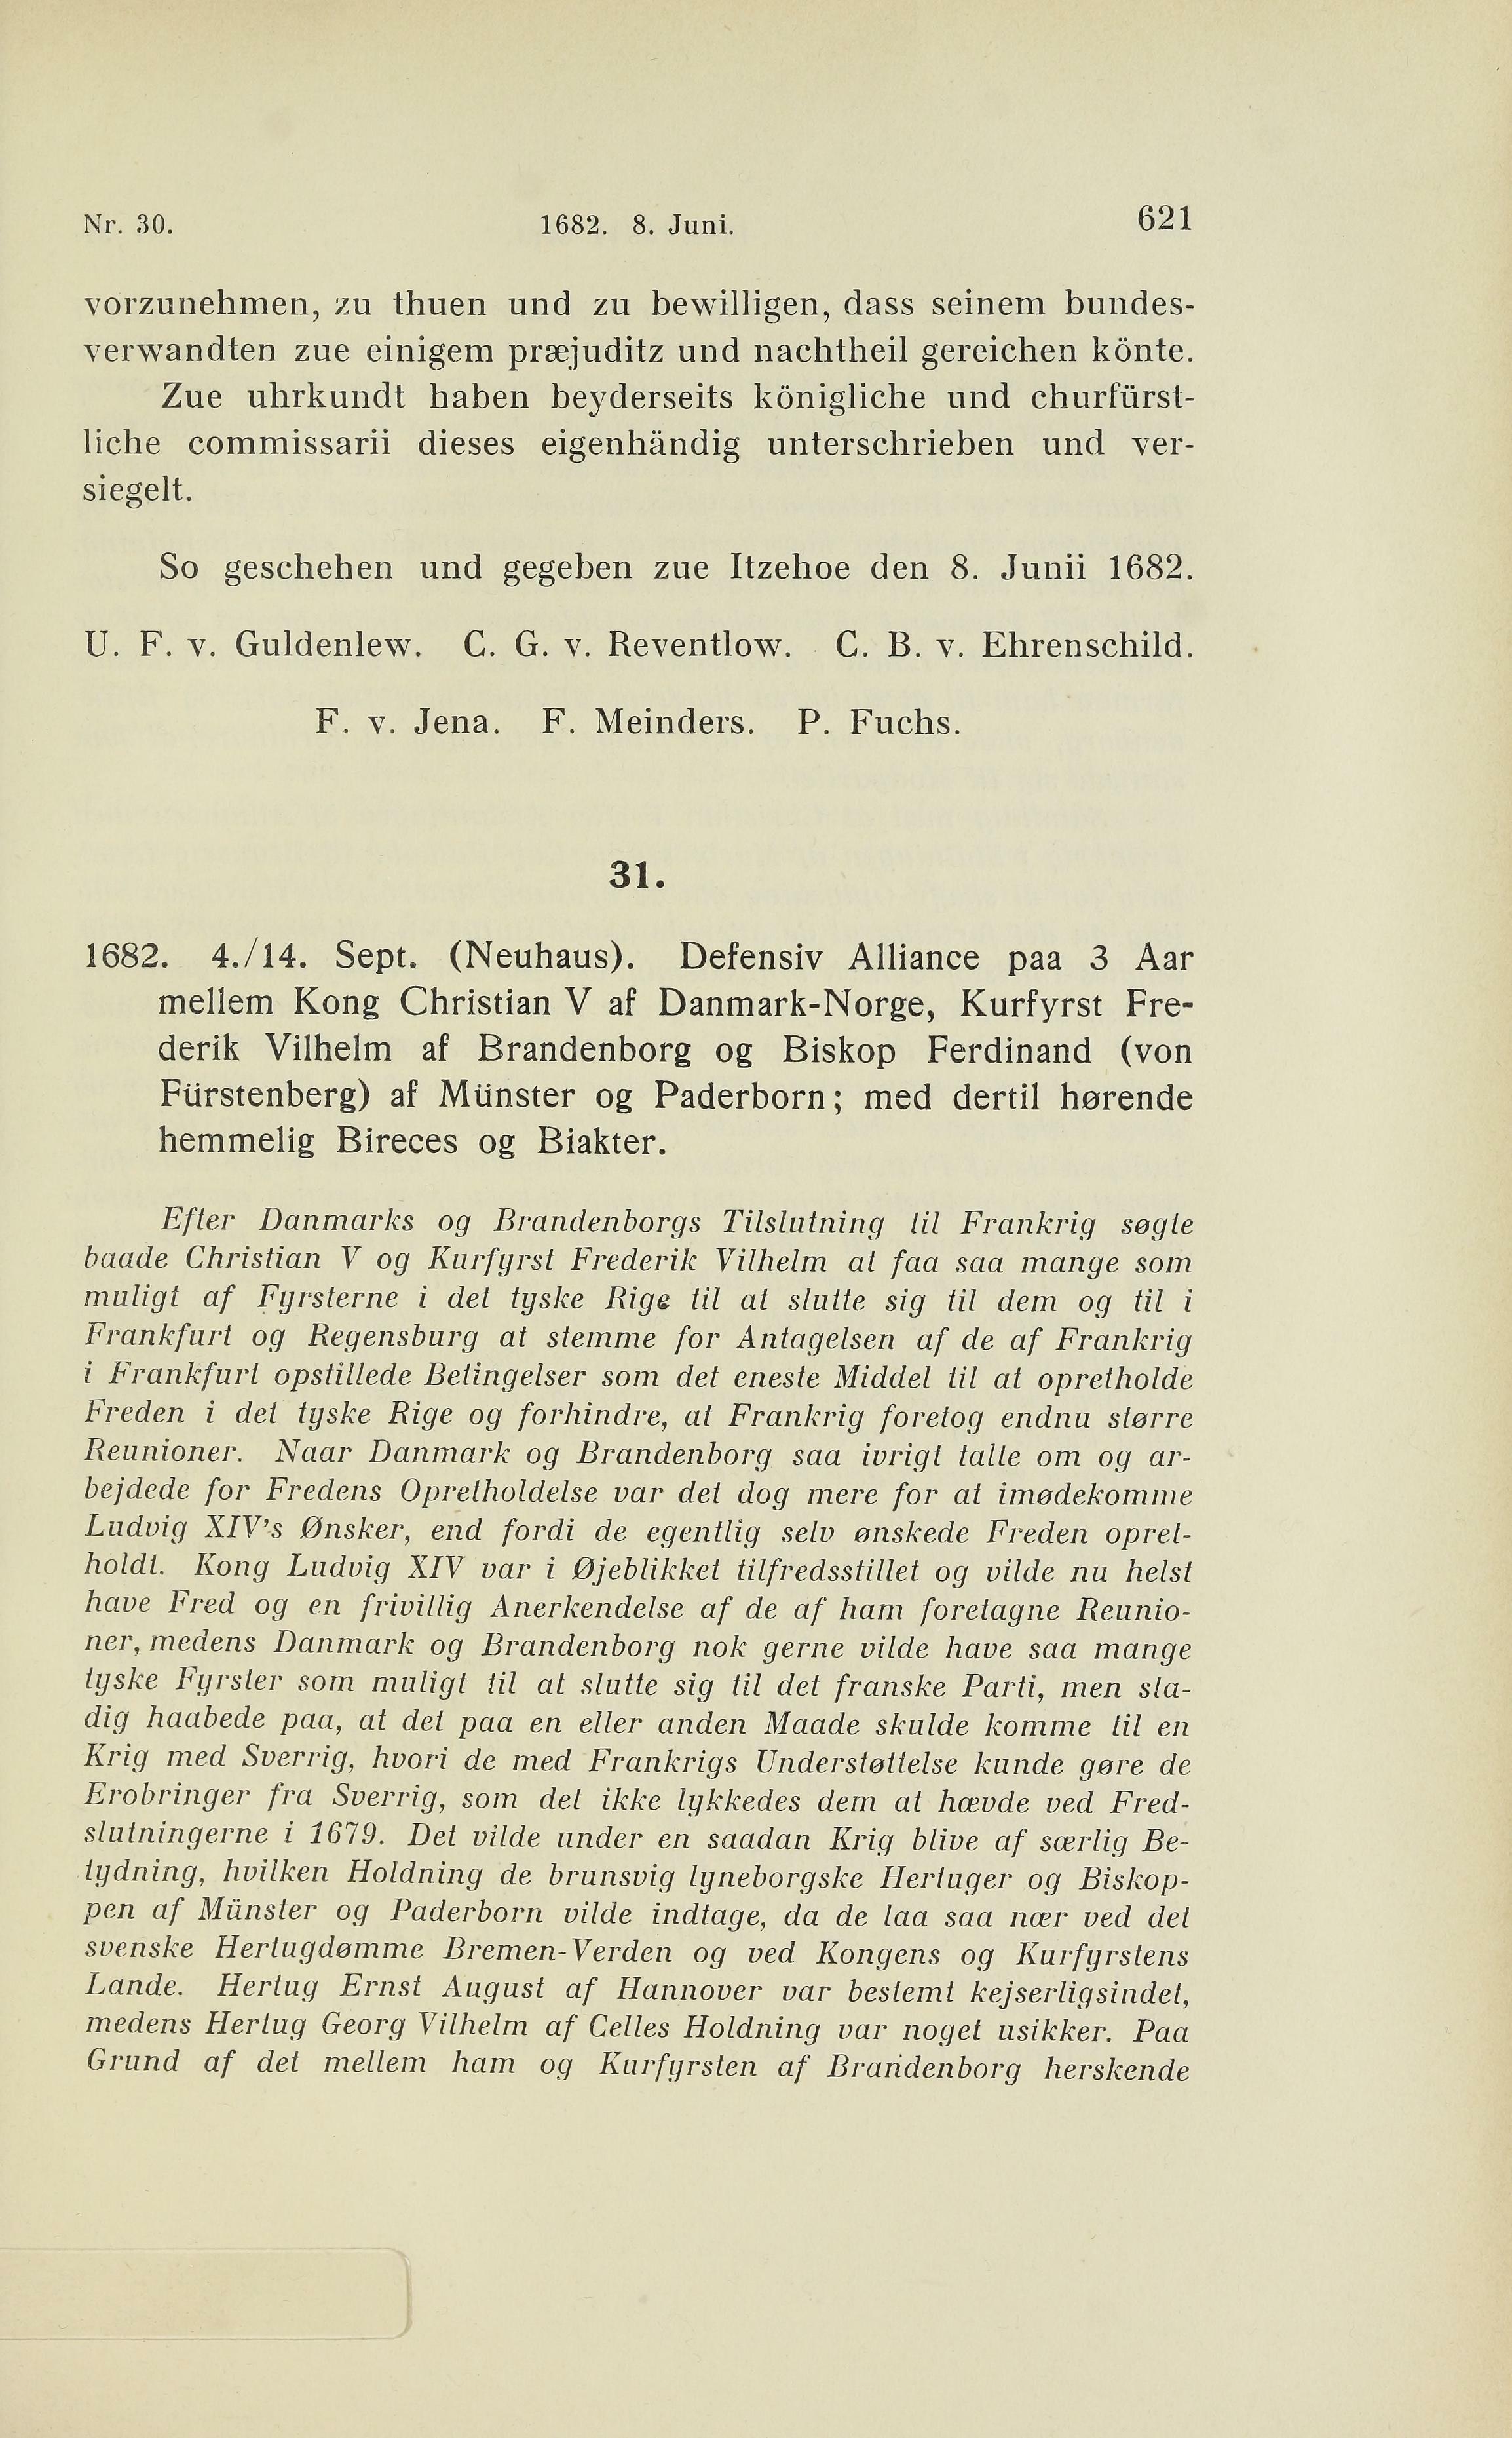 Nr. 30. 1682. 8. Juni. 621
vorzunehmen, zu thuen und zu bewilligen, dass seinem bundes-
verwandten zue einigem præjuditz und nachtheil gereichen könte.
Zue uhrkundt haben beyderseits königliche und churfürst-
liche commissarii dieses eigenhändig unterschrieben und ver-
siegelt.
So geschehen und gegeben zue Itzehoe den 8. Junii 1682.
U. F. v. Guldenlew. C. G. v. Reventlow. C. B. v. Ehrenschild.
F. v. Jena. F. Meinders. P. Fuchs.
31.
1682. 4./14. Sept. (Neuhaus). Defensiv Alliance paa 3 Aar
mellem Kong Christian V af Danmark-Norge, Kurfyrst Fre-
derik Vilhelm af Brandenborg og Biskop Ferdinand (von
Fürstenberg) af Münster og Paderborn; med dertil hørende
hemmelig Bireces og Biakter.
Efter Danmarks og Brandenborgs Tilslutning til Frankrig søgte
baade Christian V og Kurfyrst Frederik Vilhelm at faa saa mange som
muligt af Fyrsterne i det tyske Rige til at slutte sig til dem og til i
Frankfurt og Regensburg at stemme for Antagelsen af de af Frankrig
i Frankfurt opstillede Betingelser som det eneste Middel til at opretholde
Freden i det tyske Rige og forhindre, at Frankrig foretog endnu større
Reunioner. Naar Danmark og Brandenborg saa ivrigt talte om og ar-
bejdede for Fredens Opretholdelse var det dog mere for at imødekomme
Ludvig XIV's Ønsker, end fordi de egentlig selv ønskede Freden opret-
holdt. Kong Ludvig XIV var i Øjeblikket tilfredsstillet og vilde nu helst
have Fred og en frivillig Anerkendelse af de af ham foretagne Reunio-
ner, medens Danmark og Brandenborg nok gerne vilde have saa mange
tyske Fyrster som muligt til at slutte sig til det franske Parti, men sta-
dig haabede paa, at det paa en eller anden Maade skulde komme til en
Krig med Sverrig, hvori de med Frankrigs Understøttelse kunde gøre de
Erobringer fra Sverrig, som det ikke lykkedes dem at hævde ved Fred-
slutningerne i 1679. Det vilde under en saadan Krig blive af særlig Be-
tydning, hvilken Holdning de brunsvig lyneborgske Hertuger og Biskop-
pen af Münster og Paderborn vilde indtage, da de laa saa nær ved det
svenske Hertugdømme Bremen-Verden og ved Kongens og Kurfyrstens
Lande. Hertug Ernst August af Hannover var bestemt kejserligsindet,
medens Hertug Georg Vilhelm af Celles Holdning var noget usikker. Paa
Grund af det mellem ham og Kurfyrsten af Brandenborg herskende